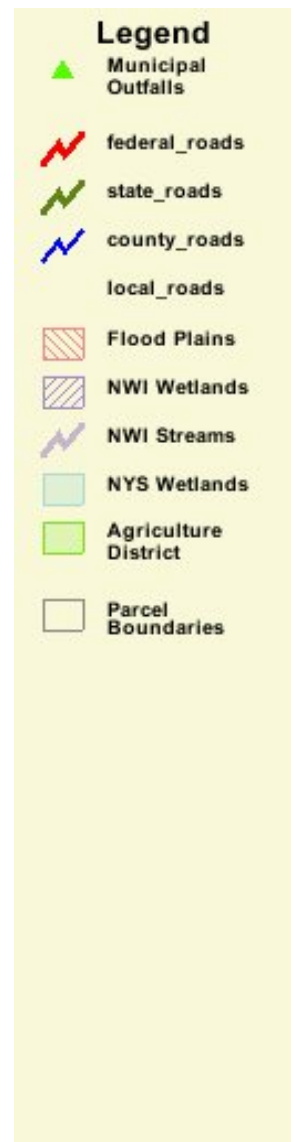 Legend
Municipal
Outfalls
federal_roads
state_roads
county_roads
local_roads
Flood Plains
NWI Wetlands
NWI Streams
NYS Wetlands
Agriculture
District
Parcel
Boundaries